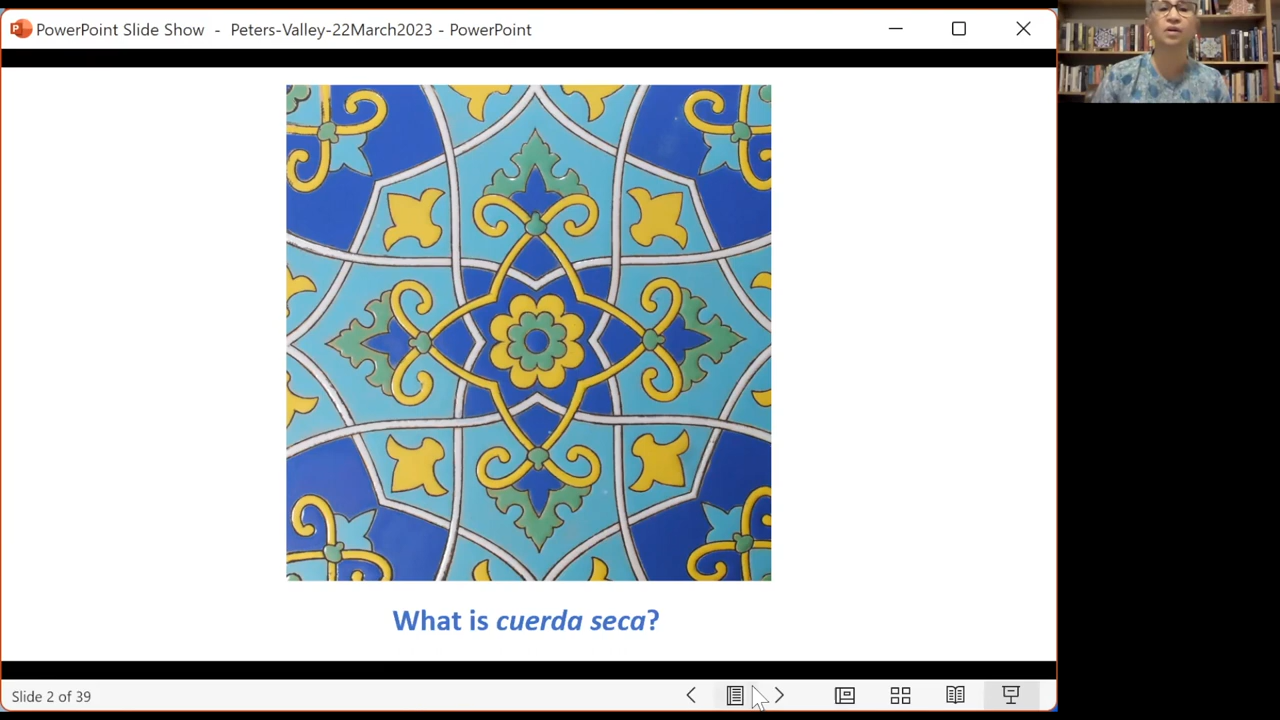 PowerPoint Slide Show - Peters-Valley-22March2023 - PowerPoint
What is cuerda seca?
Slide 2 of 39